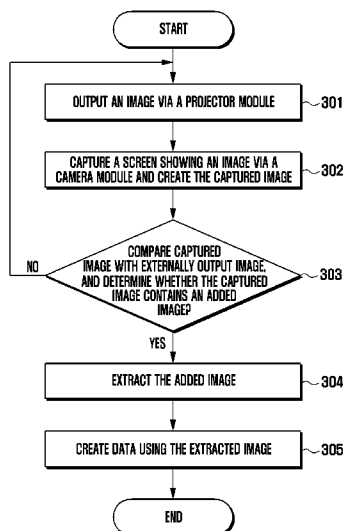 START
OUTPUT AN IMAGE VIA A PROJECTOR MODULE
301
CAPTURE A SCREEN SHOWING AN IMAGE VIA A
CAMERA MODULE AND CREATE THE CAPTURED IMAGE
302
COMPARE CAPTURED
IMAGE WITH EXTERNALLY OUTPUT IMAGE,
AND DETERMINE WHETHER THE CAPTURED
IMAGE CONTAINS AN ADDED
IMAGE?
303
NO
YES
EXTRACT THE ADDED IMAGE
304
CREATE DATA USING THE EXTRACTED IMAGE
305
END